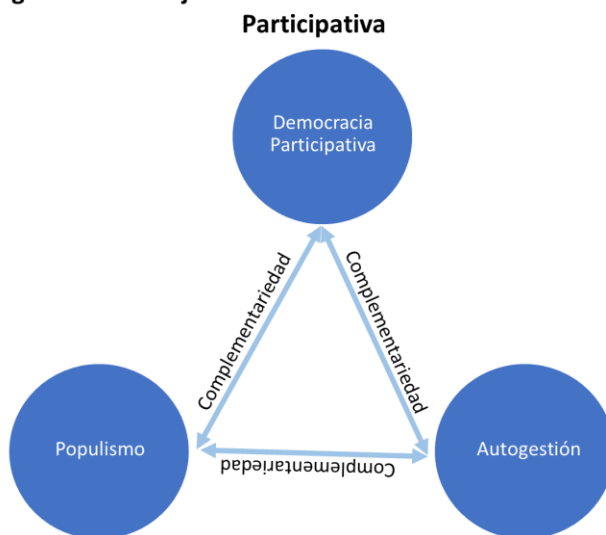 Participativa
Democracia
Participativa
Complementariedad
Complementariedad
Populismo
Complementariedad
Autogestión